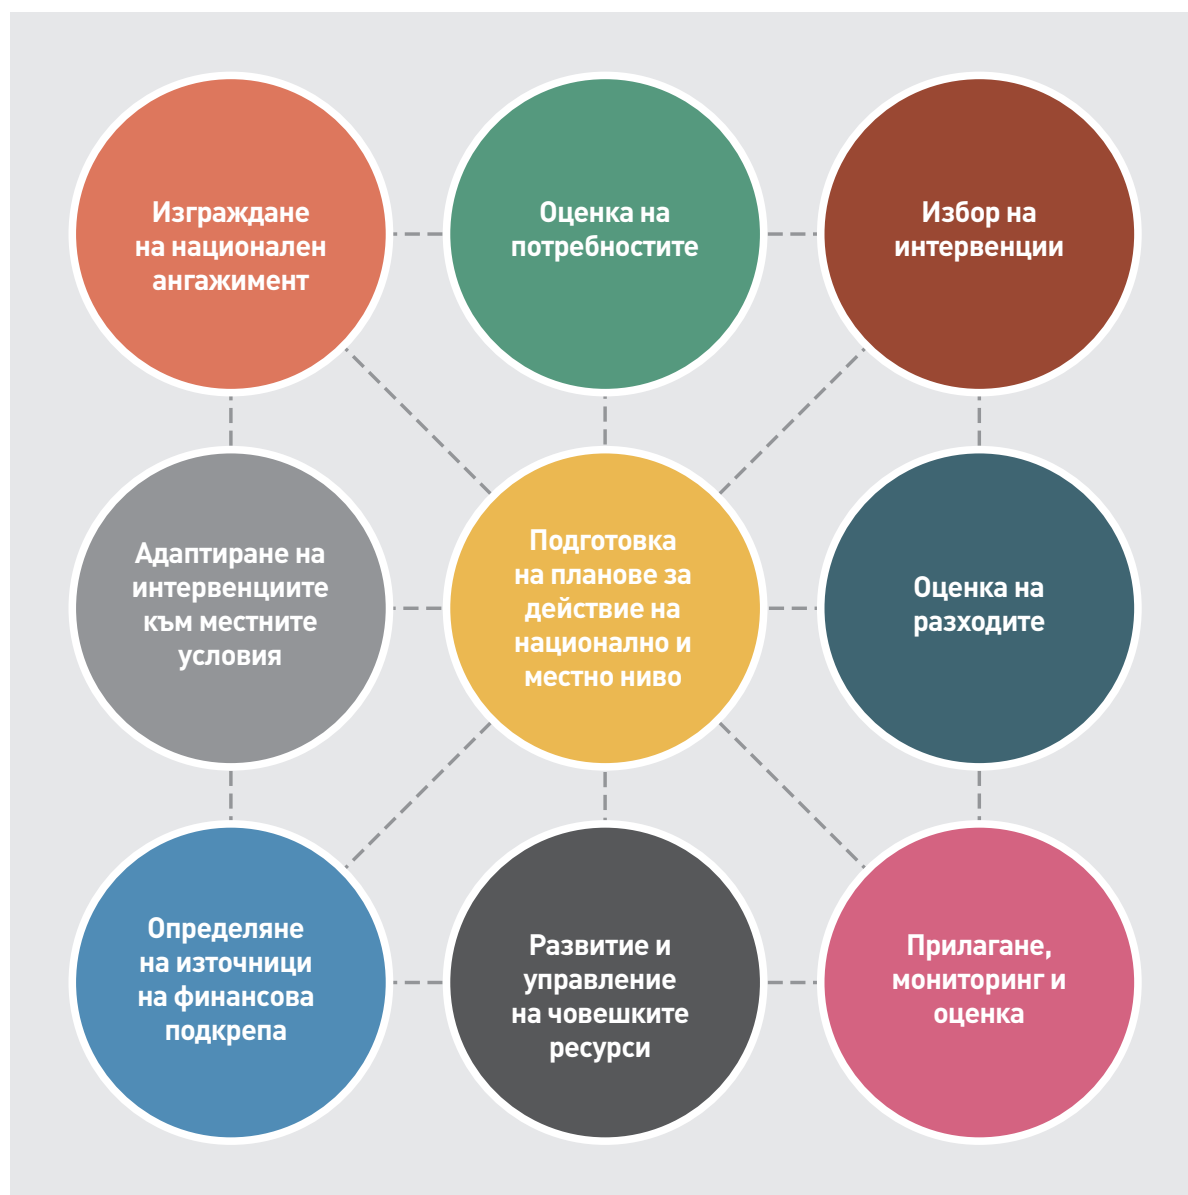 Изграждане
на национален
ангажимент
Оценка на
потребностите
Избор на
интервенции
Адаптиране на
интервенциите
към местните
условия
Подготовка
на планове за
действие на
национално и
местно ниво
Оценка на
разходите
Определяне
на източници
на финансова
подкрепа
Развитие и
управление
на човешките
ресурси
Прилагане,
мониторинг и
оценка